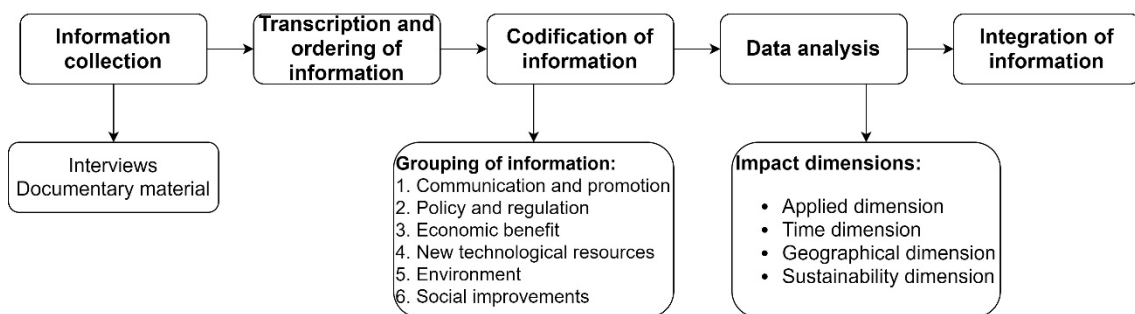 Information
collection
Transcription and
ordering of
information
Codification of
information
Data analysis
Integration of
information
Interviews
Documentary material
Grouping of information:
1. Communication and promotion
2. Policy and regulation
3. Economic benefit
4. New technological resources
5. Environment
6. Social improvements
Impact dimensions:
• Applied dimension
• Time dimension
• Geographical dimension
• Sustainability dimension